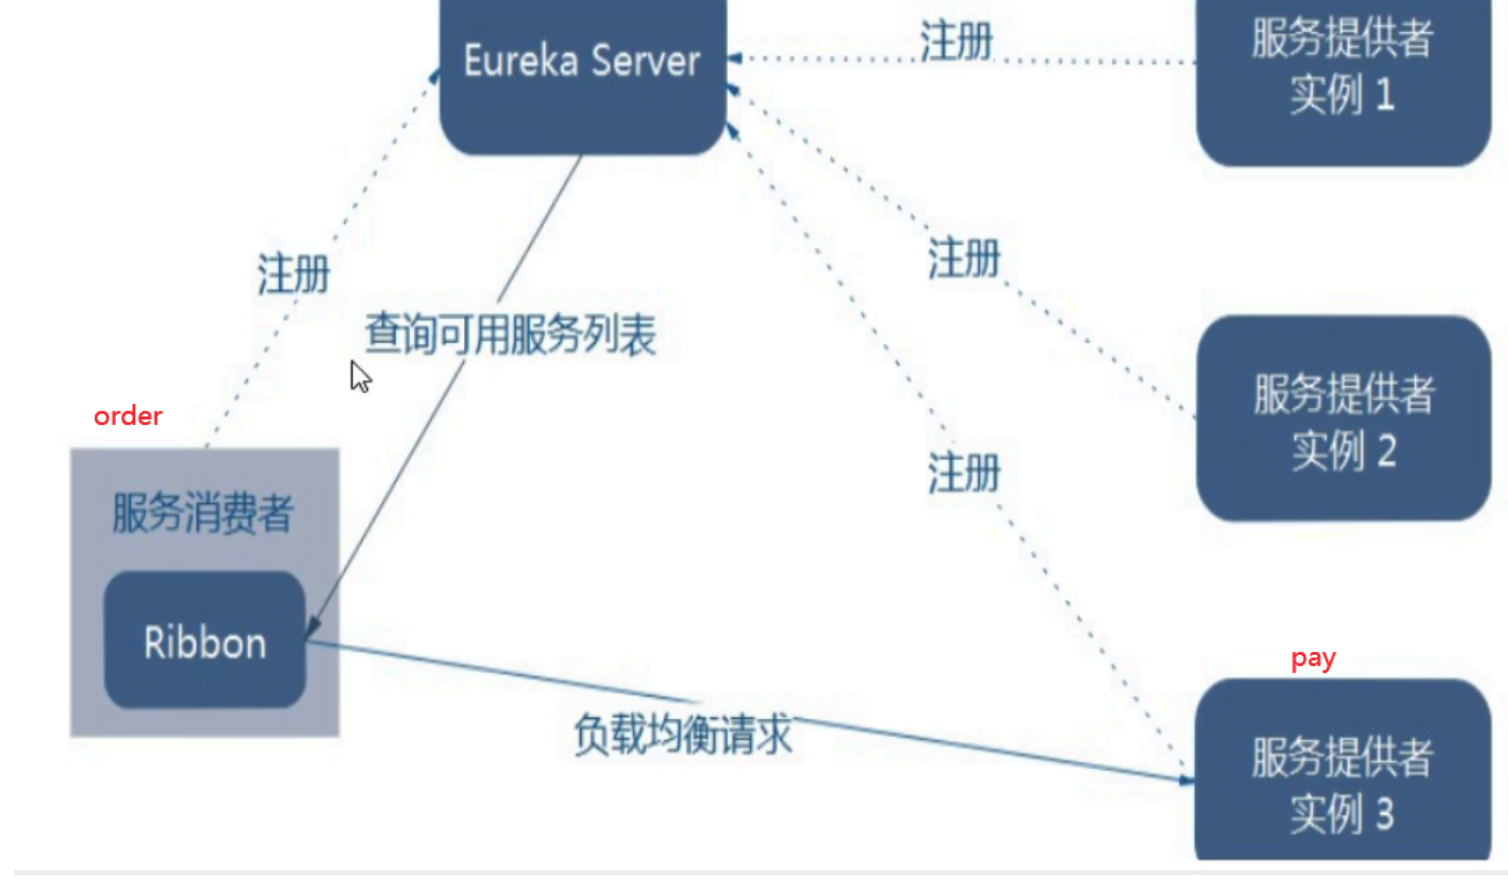 Eureka Server
注册
服务提供者
实例 1
注册
注册
查询可用服务列表
服务提供者
实例 2
order
注册
服务消费者
Ribbon
pay
负载均衡请求
服务提供者
实例 3